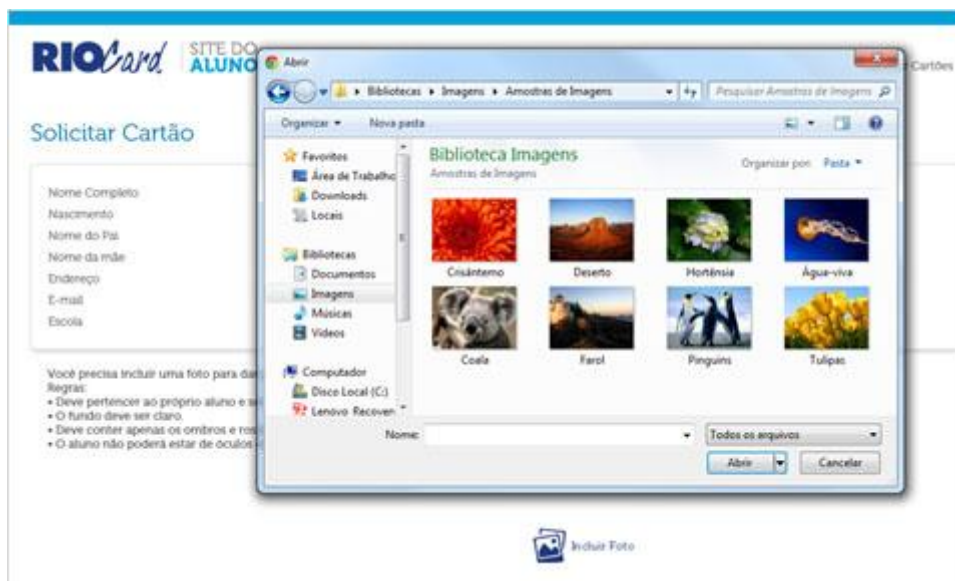 RIOCard SITE DO
ALUNO
Cartões
Solicitar Cartão
Nome Completo
Nascimento
Nome do Pai
Nome da mãe
Endereço
E-mail
Escola
Você precisa incluir uma foto para dar
Regras:
• Deve pertencer ao próprio aluno e
• O fundo deve ser claro.
• Deve conter apenas os ombros e
• O aluno não poderá estar de óculos
Abrir
Bibliotecas Imagens Amostras de Imagens
Pesquisar Amostras de Imagens
Organizar Nova pasta
Favoritos
Área de Trabalho
Downloads
Locais
Bibliotecas
Documentos
Imagens
Músicas
Vídeos
Computador
Disco Local (C:)
Lenovo Recover
Biblioteca Imagens
Amostras de Imagens
Organizar por: Pasta
Crisântemo Deserto Hortênsia Água-viva
Coala Farol Pinguins Tulipas
Nome: Todos os arquivos
Abrir Cancelar
Incluir Foto